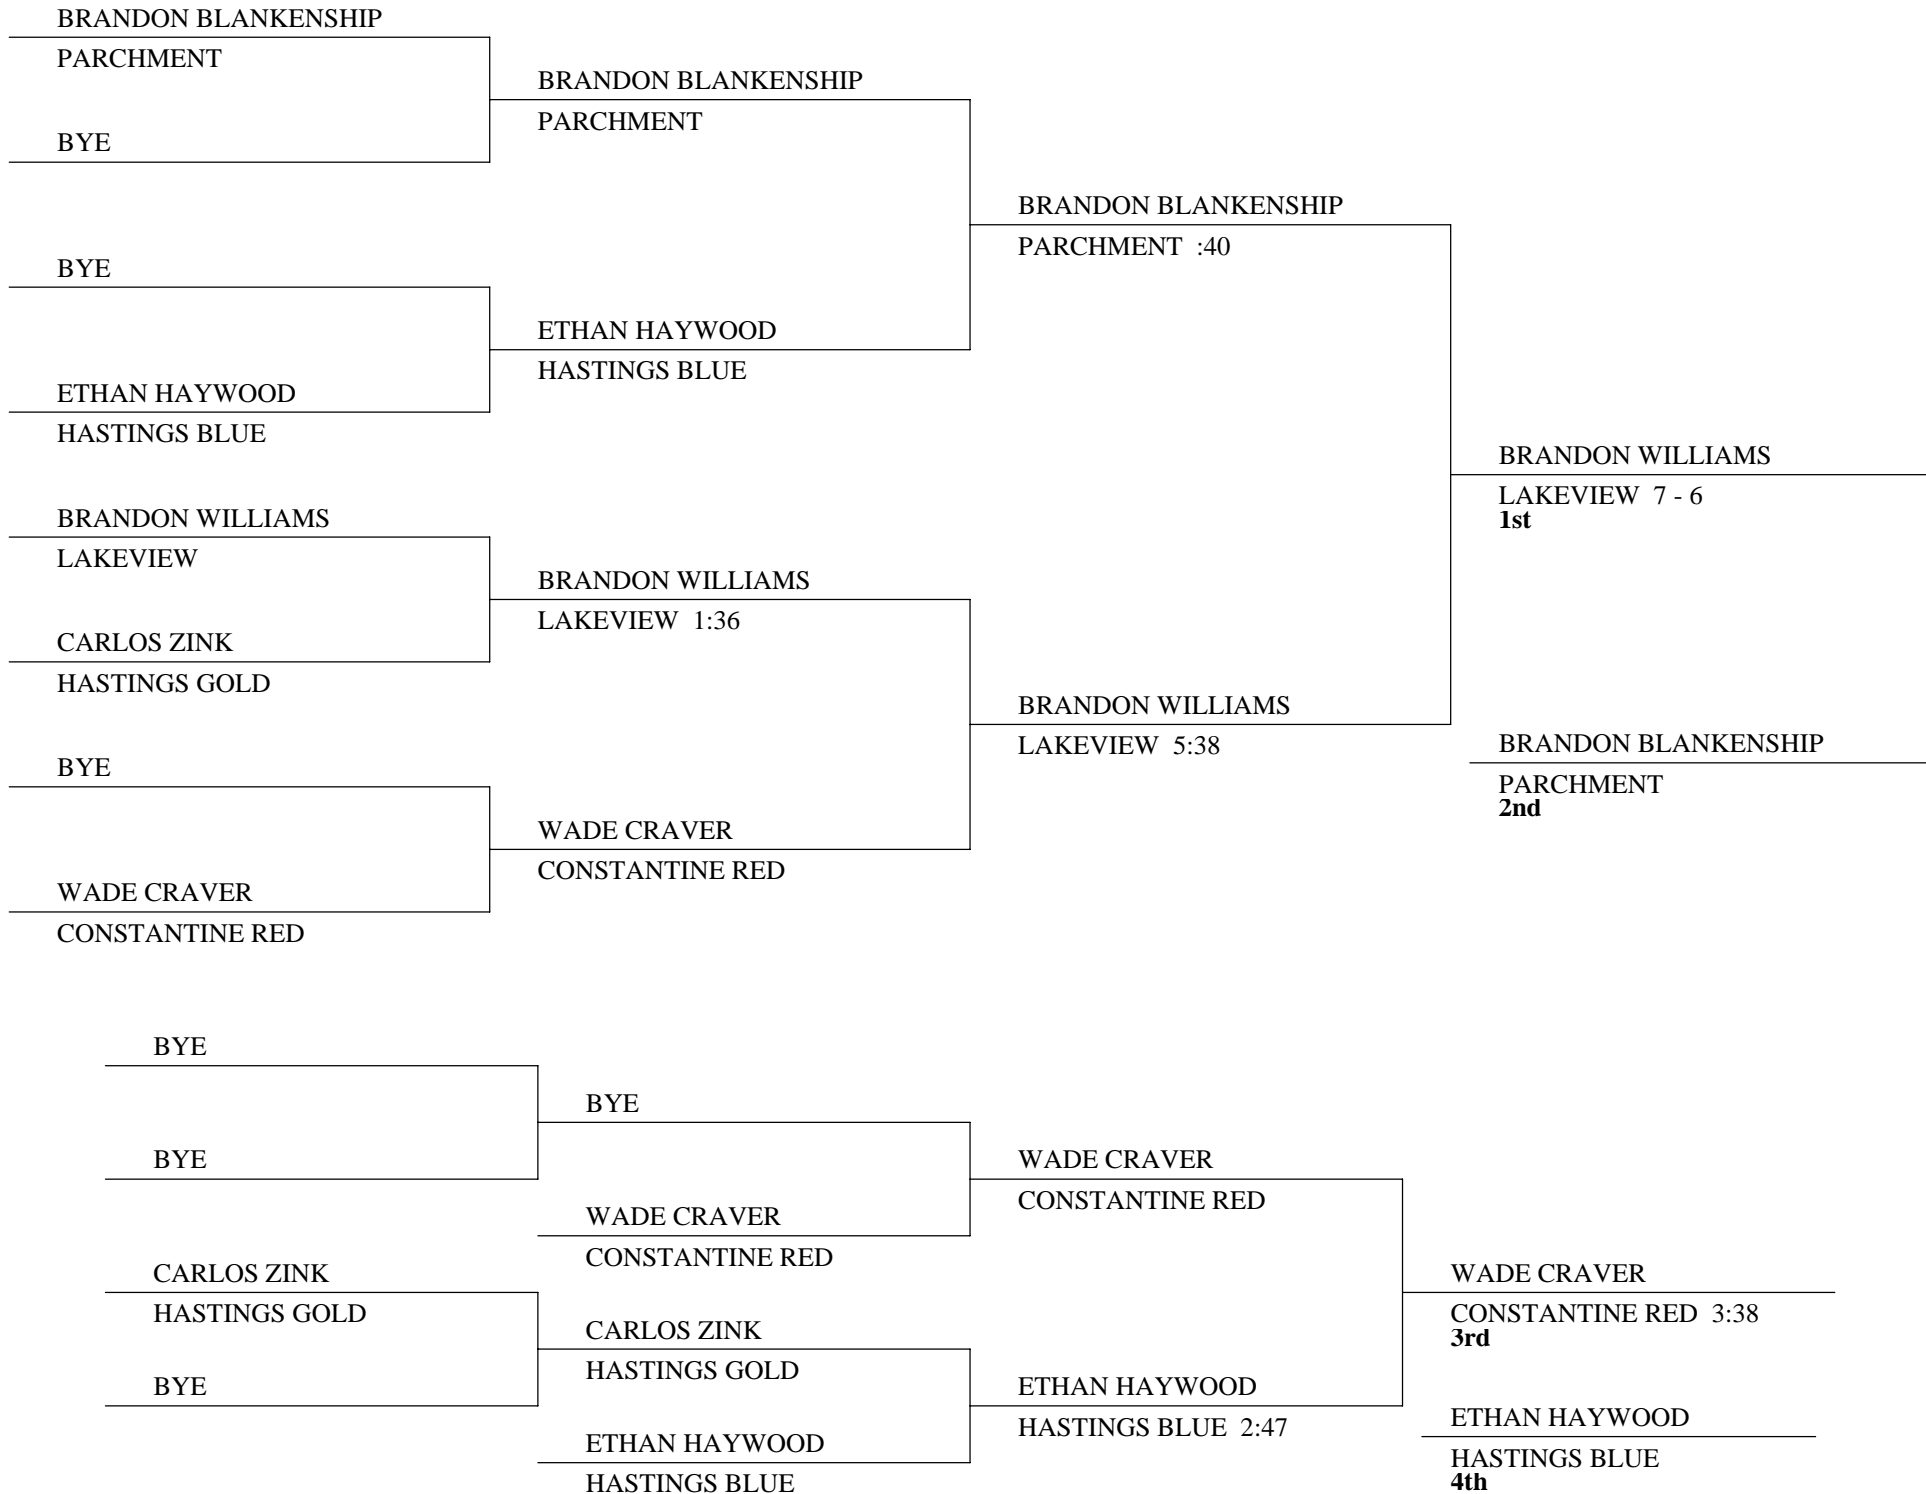 BRANDON BLANKENSHIP
PARCHMENT
BYE
BYE
ETHAN HAYWOOD
HASTINGS BLUE
BRANDON WILLIAMS
LAKEVIEW
CARLOS ZINK
HASTINGS GOLD
BYE
WADE CRAVER
CONSTANTINE RED
BRANDON BLANKENSHIP
PARCHMENT
ETHAN HAYWOOD
HASTINGS BLUE
BRANDON WILLIAMS
LAKEVIEW 1:36
WADE CRAVER
CONSTANTINE RED
BRANDON BLANKENSHIP
PARCHMENT :40
BRANDON WILLIAMS
LAKEVIEW 5:38
BRANDON WILLIAMS
LAKEVIEW 7 - 6
1st
BRANDON BLANKENSHIP
PARCHMENT
2nd
BYE
BYE
CARLOS ZINK
HASTINGS GOLD
BYE
BYE
WADE CRAVER
CONSTANTINE RED
CARLOS ZINK
HASTINGS GOLD
ETHAN HAYWOOD
HASTINGS BLUE
WADE CRAVER
CONSTANTINE RED
ETHAN HAYWOOD
HASTINGS BLUE 2:47
WADE CRAVER
CONSTANTINE RED 3:38
3rd
ETHAN HAYWOOD
HASTINGS BLUE
4th